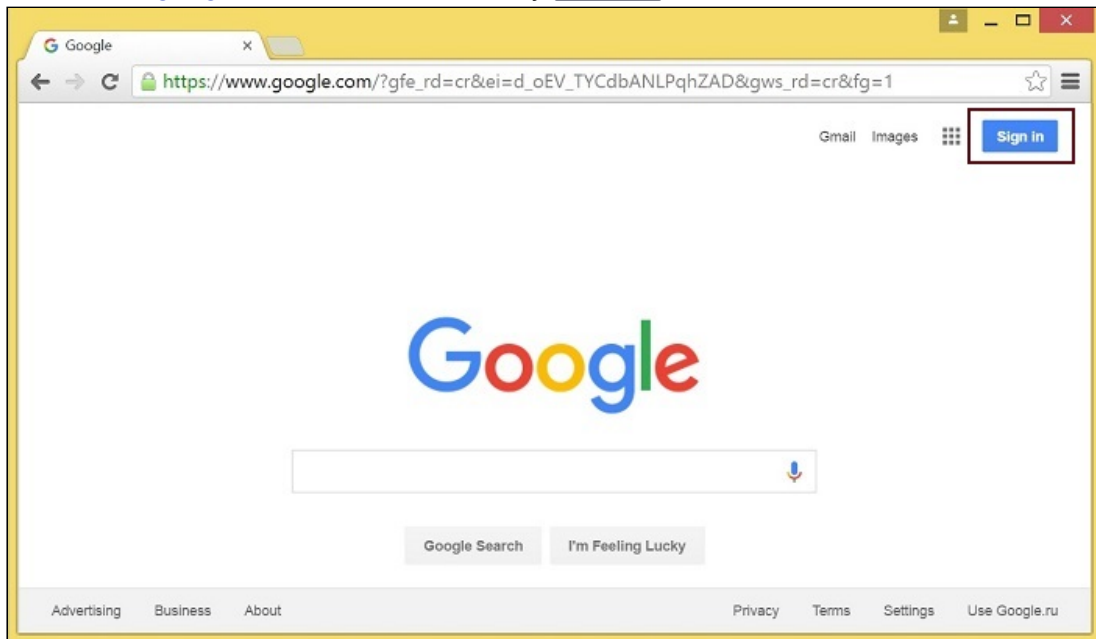 Google
https://www.google.com/?gfe_rd=cr&ei=d_oEV_TYCdbANLPqhZAD&gws_rd=cr&fg=1
Gmail Images Sign in
Google
Google Search I'm Feeling Lucky
Advertising Business About Privacy Terms Settings Use Google.ru